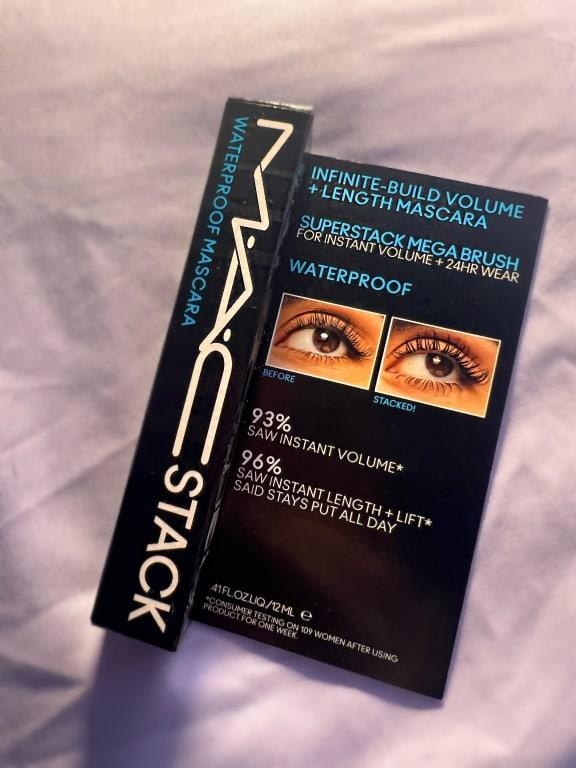 WATERPROOF MASCARA
MAC STACK
INFINITE-BUILD VOLUME
+ LENGTH MASCARA
SUPERSTACK MEGA BRUSH
FOR INSTANT VOLUME + 24HR WEAR
WATERPROOF
BEFORE
STACKED!
93%
SAW INSTANT VOLUME*
96%
SAW INSTANT LENGTH + LIFT*
SAID STAYS PUT ALL DAY
.41 FL.OZ.LIQ/12 ML ℮
*CONSUMER TESTING ON 109 WOMEN AFTER USING
PRODUCT FOR ONE WEEK.